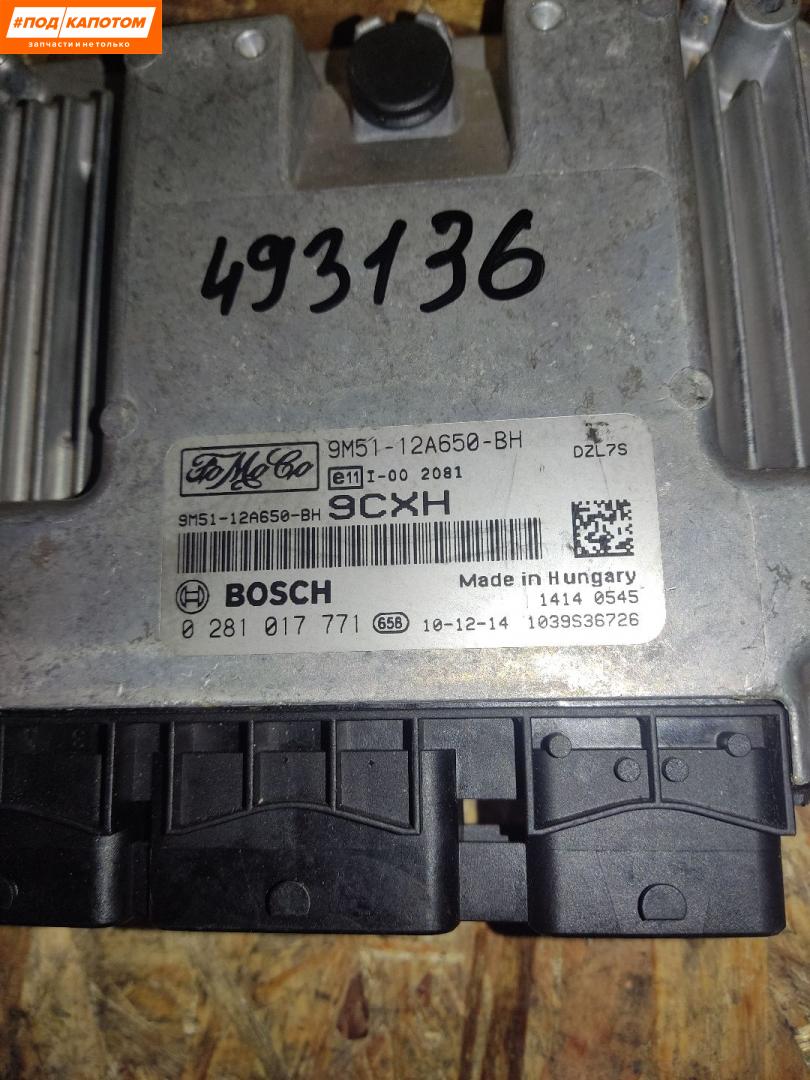 #ПОД КАПОТОМ
запчасти и не только
493136
FoMoCo
9M51-12A650-BH
DZL7S
e11 I-00 2081
9M51-12A650-BH 9CXH
Made in Hungary
BOSCH
1414 0545
0 281 017 771 656 10-12-14 1039S36726